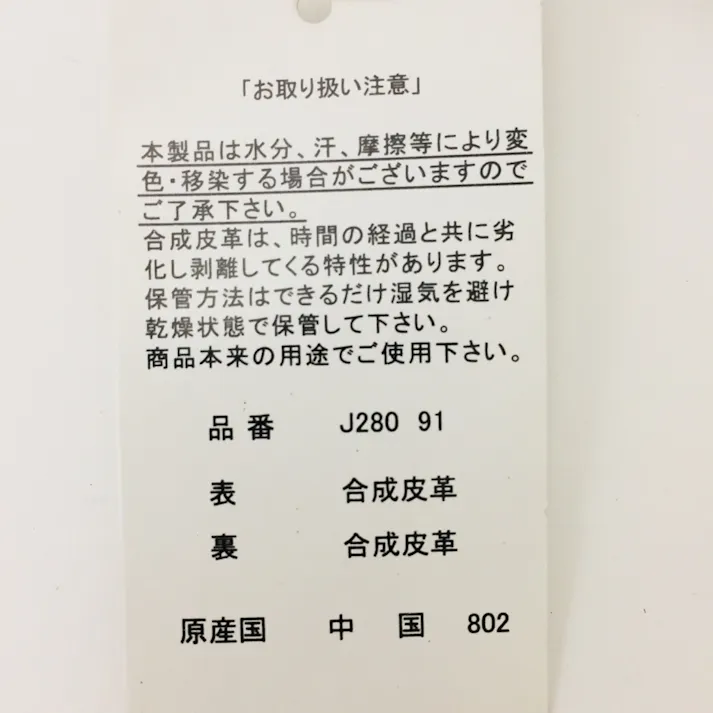 「お取り扱い注意」
本製品は水分、汗、摩擦等により変
色・移染する場合がございますので
ご了承下さい。
合成皮革は、時間の経過と共に劣
化し剥離してくる特性があります。
保管方法はできるだけ湿気を避け
乾燥状態で保管して下さい。
商品本来の用途でご使用下さい。
品番 J280 91
表 合成皮革
裏 合成皮革
原産国 中国 802